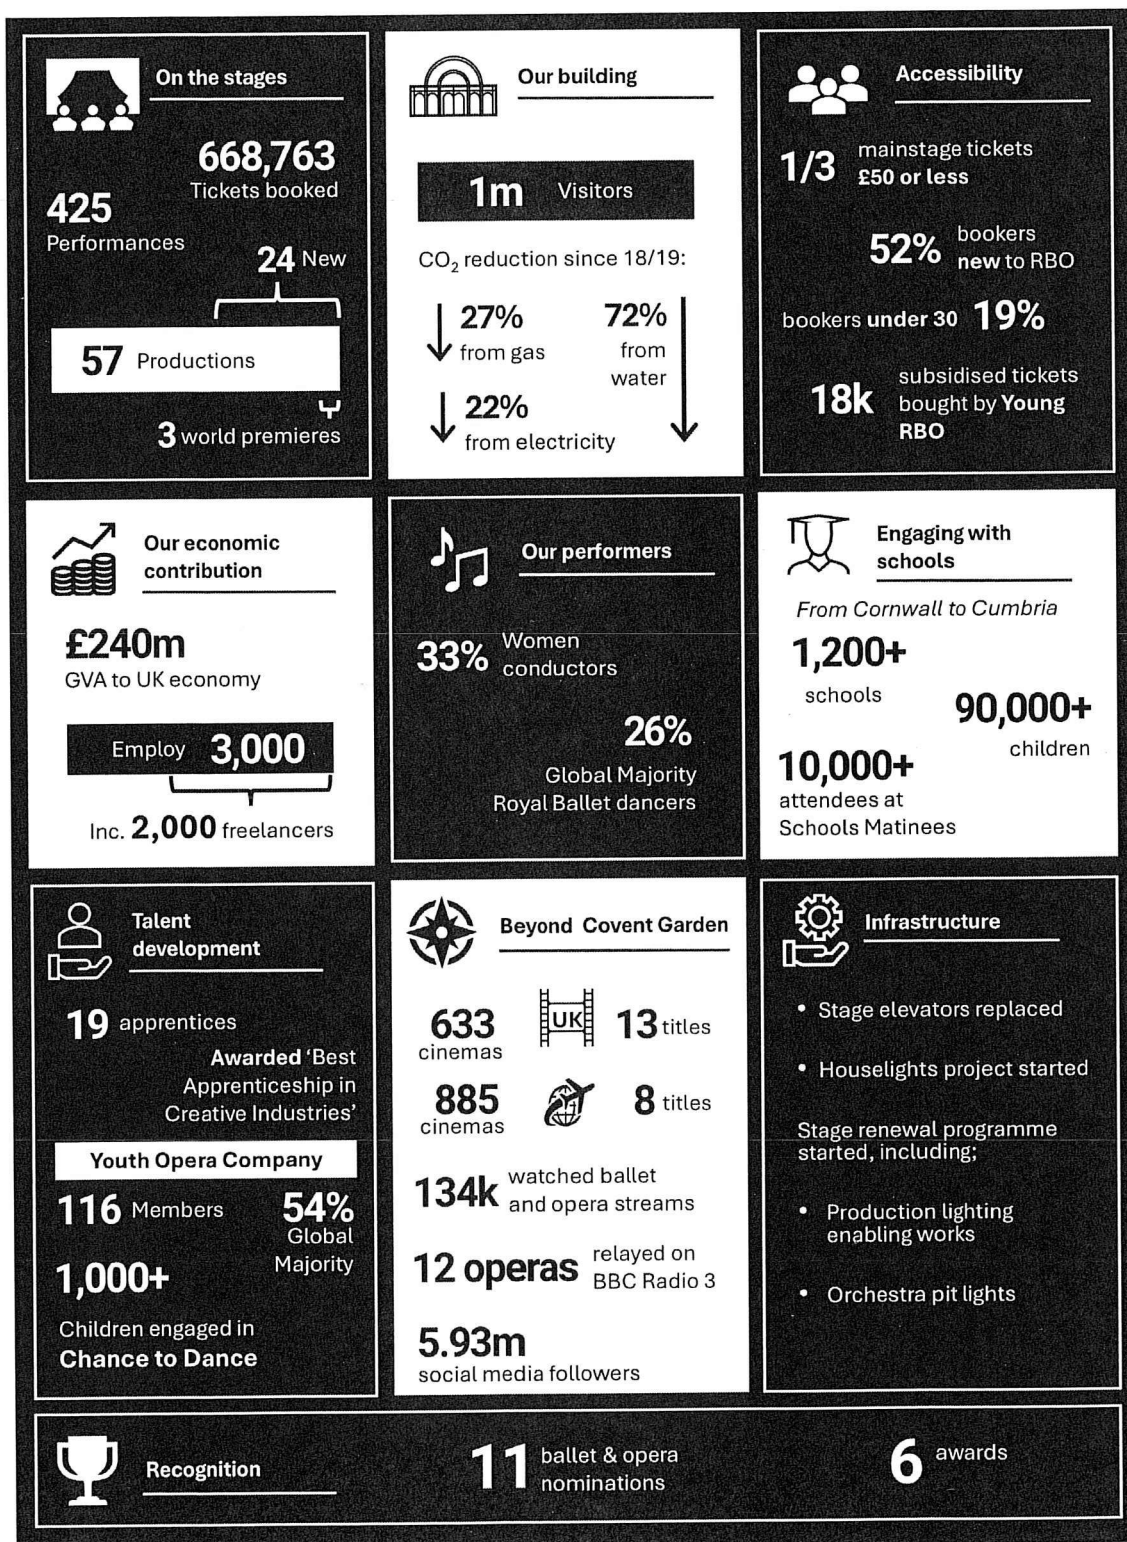 On the stages
668,763
Tickets booked
425
Performances
24 New
57 Productions
3 world premieres
Our building
1m Visitors
CO₂ reduction since 18/19:
27%
from gas
72%
from
water
22%
from electricity
Accessibility
1/3 mainstage tickets
£50 or less
52% bookers
new to RBO
bookers under 30 19%
18k subsidised tickets
bought by Young
RBO
Our economic
contribution
£240m
GVA to UK economy
Employ 3,000
Inc. 2,000 freelancers
Our performers
33% Women
conductors
26%
Global Majority
Royal Ballet dancers
Engaging with
schools
From Cornwall to Cumbria
1,200+
schools
90,000+
children
10,000+
attendees at
Schools Matinees
Talent
development
19 apprentices
Awarded 'Best
Apprenticeship in
Creative Industries'
Youth Opera Company
116 Members
54%
Global
Majority
1,000+
Children engaged in
Chance to Dance
Beyond Covent Garden
633
cinemas
UK
13 titles
885
cinemas
8 titles
134k watched ballet
and opera streams
12 operas relayed on
BBC Radio 3
5.93m
social media followers
Infrastructure
• Stage elevators replaced
• Houselights project started
Stage renewal programme
started, including;
• Production lighting
enabling works
• Orchestra pit lights
Recognition
11 ballet & opera
nominations
6 awards